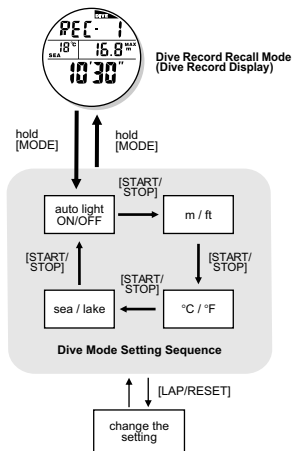 REC- 1
18°C
SEA
16.8 MAX
m
10'30"
Dive Record Recall Mode
(Dive Record Display)
hold
[MODE]
hold
[MODE]
[START/
STOP]
auto light
ON/OFF
m / ft
[START/
STOP]
[START/
STOP]
[START/
STOP]
sea / lake
°C / °F
Dive Mode Setting Sequence
[LAP/RESET]
change the
setting